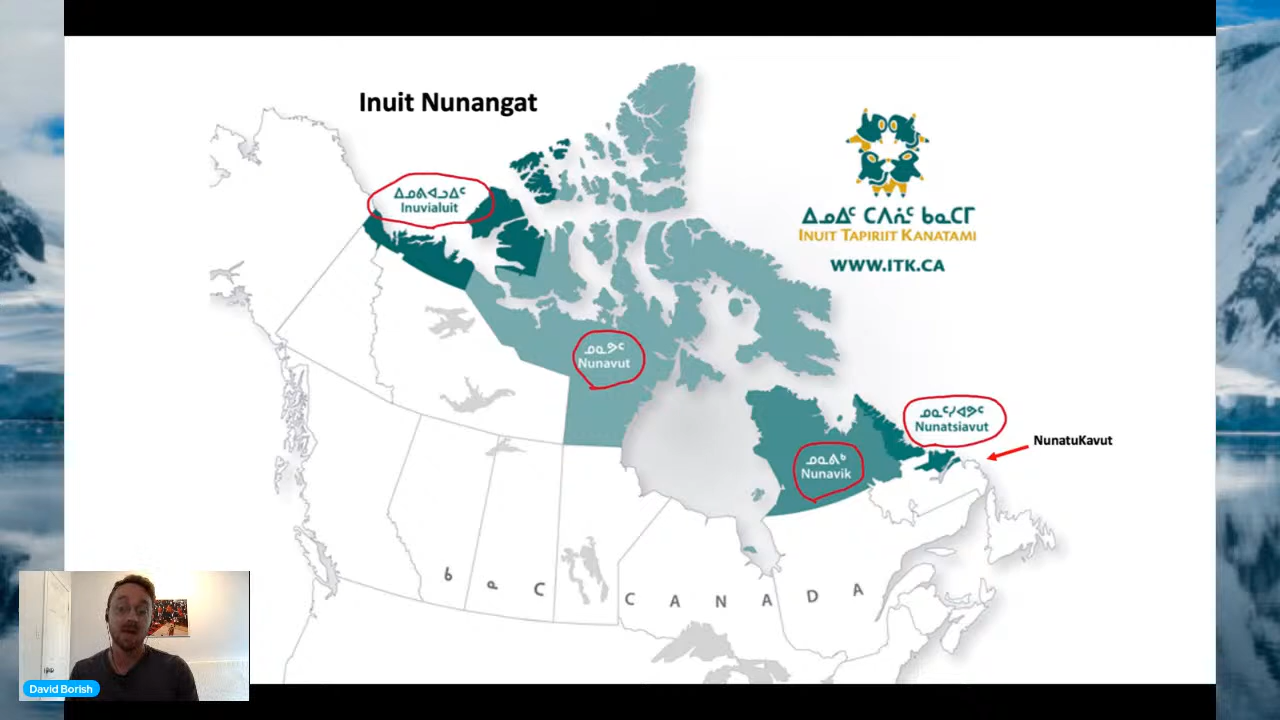 Inuit Nunangat
ᐃᓄᕕᐊᓗᐃᑦ
Inuvialuit
ᐃᓄᐃᑦ ᑕᐱᕇᑦ ᑲᓇᑕᒥ
INUIT TAPIRIIT KANATAMI
WWW.ITK.CA
ᓄᓇᕗᑦ
Nunavut
ᓄᓇᑦᓯᐊᕗᑦ
Nunatsiavut
NunatuKavut
ᓄᓇᕕᒃ
Nunavik
ᑲ ᓇ ᑕ
C A N A D A
David Borish